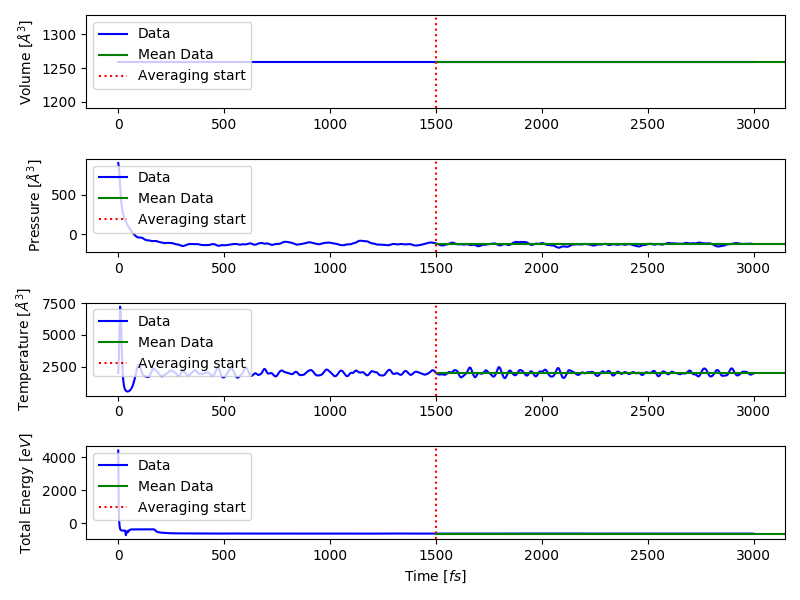 Volume [Å³]
1300
1250
1200
Data
Mean Data
Averaging start
0 500 1000 1500 2000 2500 3000
Pressure [Å³]
500
0
Data
Mean Data
Averaging start
0 500 1000 1500 2000 2500 3000
Temperature [Å³]
7500
5000
2500
Data
Mean Data
Averaging start
0 500 1000 1500 2000 2500 3000
Total Energy [eV]
4000
2000
0
Data
Mean Data
Averaging start
0 500 1000 1500 2000 2500 3000
Time [fs]